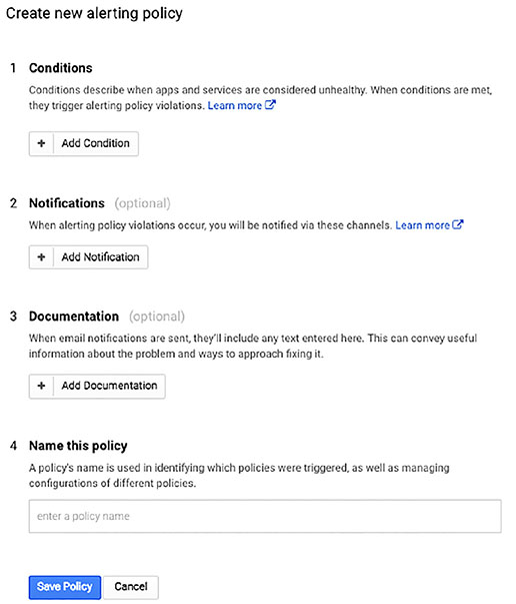 Create new alerting policy
1 Conditions
Conditions describe when apps and services are considered unhealthy. When conditions are met,
they trigger alerting policy violations. Learn more
+ Add Condition
2 Notifications (optional)
When alerting policy violations occur, you will be notified via these channels. Learn more
+ Add Notification
3 Documentation (optional)
When email notifications are sent, they'll include any text entered here. This can convey useful
information about the problem and ways to approach fixing it.
+ Add Documentation
4 Name this policy
A policy's name is used in identifying which policies were triggered, as well as managing
configurations of different policies.
enter a policy name
Save Policy Cancel